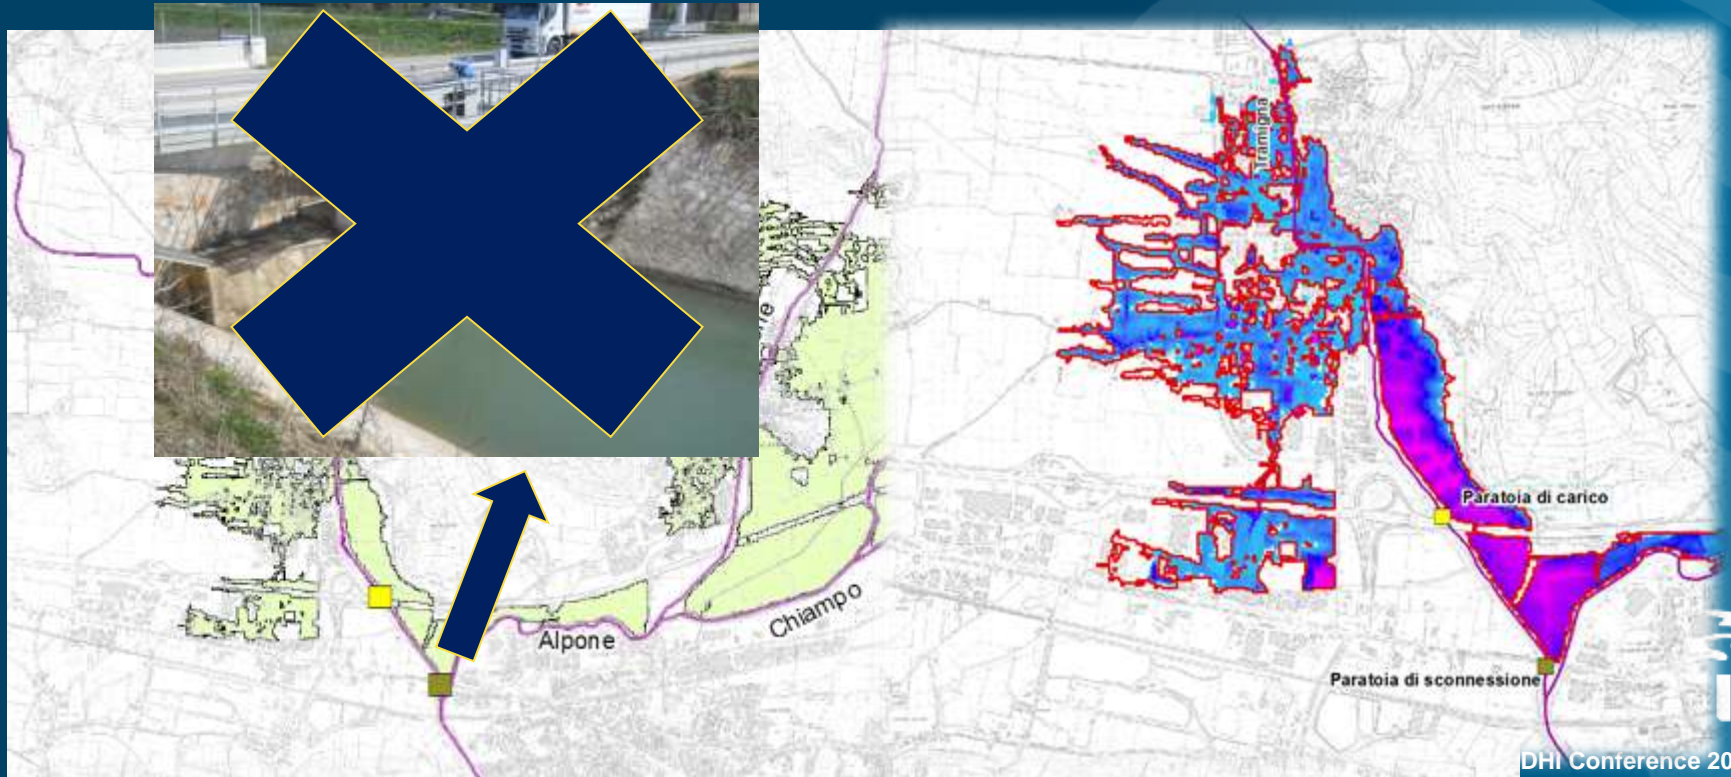 Tramigna
Paratoia di carico
Chiampo
Alpone
Paratoia di sconnessione
DHI Conference 20